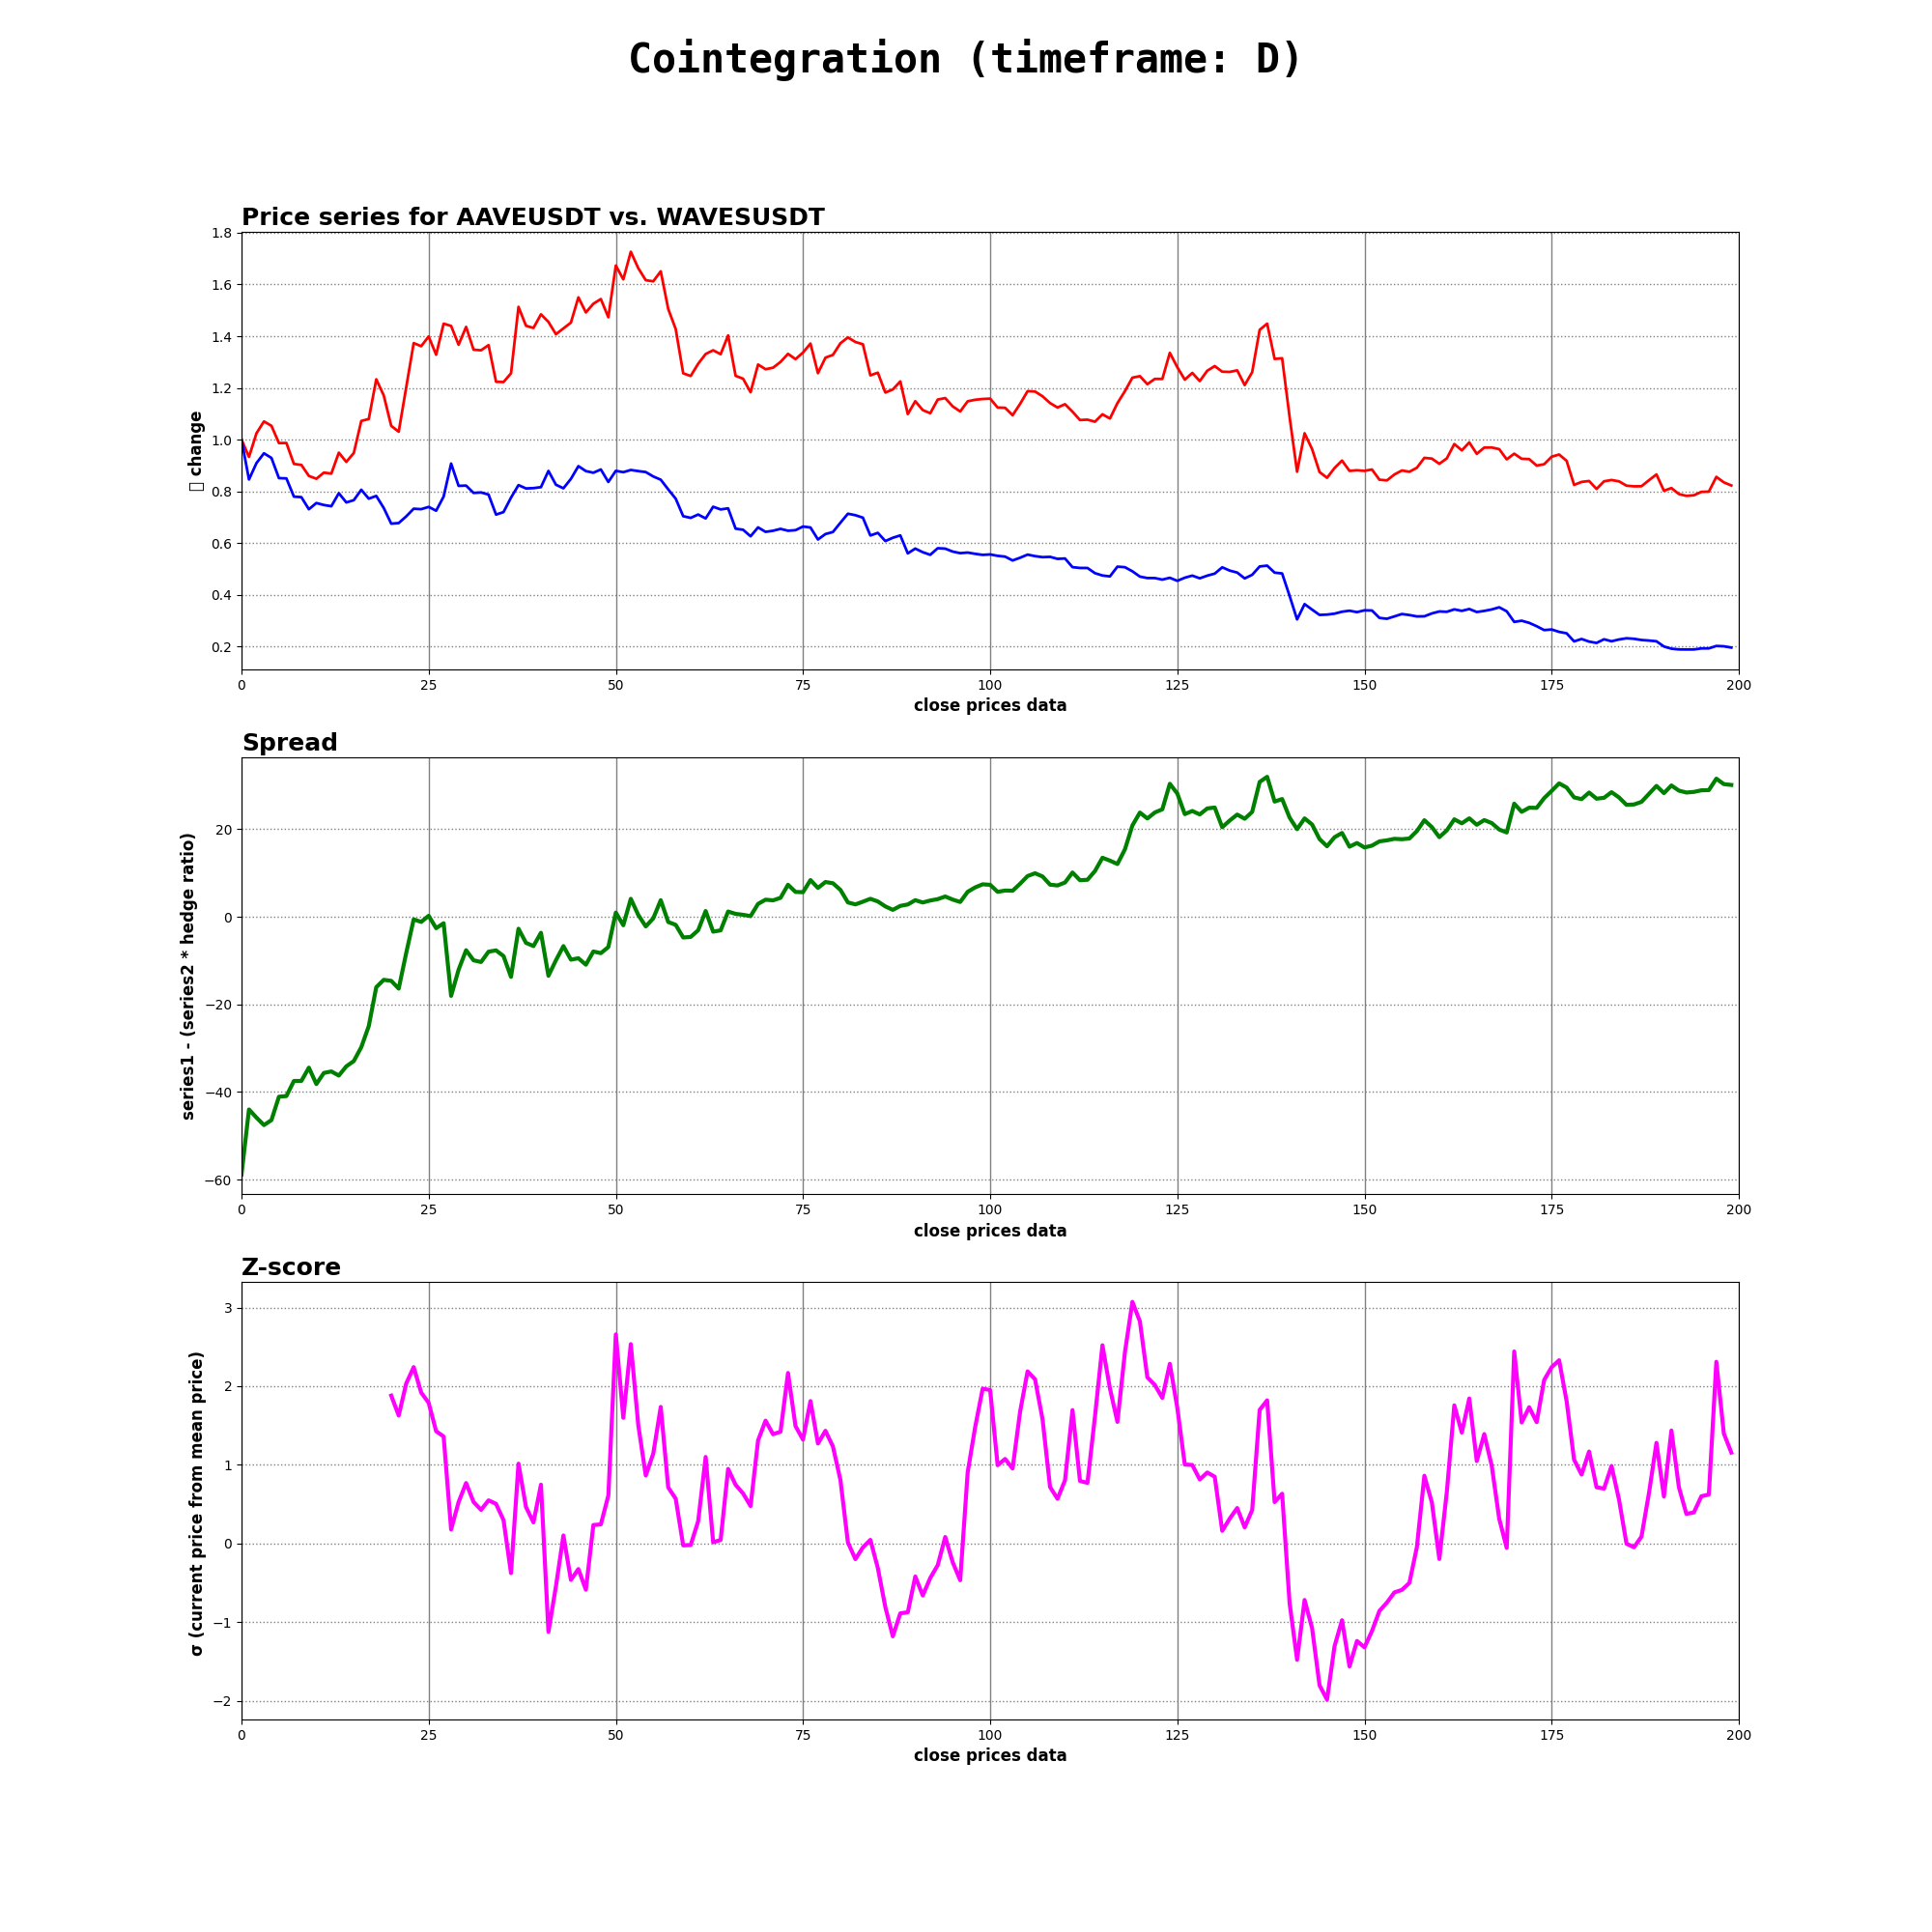 Cointegration (timeframe: D)
Price series for AAVEUSDT vs. WAVESUSDT
change
1.8
1.6
1.4
1.2
1.0
0.8
0.6
0.4
0.2
0 25 50 75 100 125 150 175 200
close prices data
Spread
series1 - (series2 * hedge ratio)
20
0
−20
−40
−60
0 25 50 75 100 125 150 175 200
close prices data
Z-score
σ (current price from mean price)
3
2
1
0
−1
−2
0 25 50 75 100 125 150 175 200
close prices data